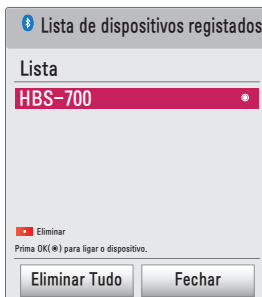 Lista de dispositivos registados
Lista
HBS-700
Eliminar
Prima OK(◉) para ligar o dispositivo.
Eliminar Tudo Fechar